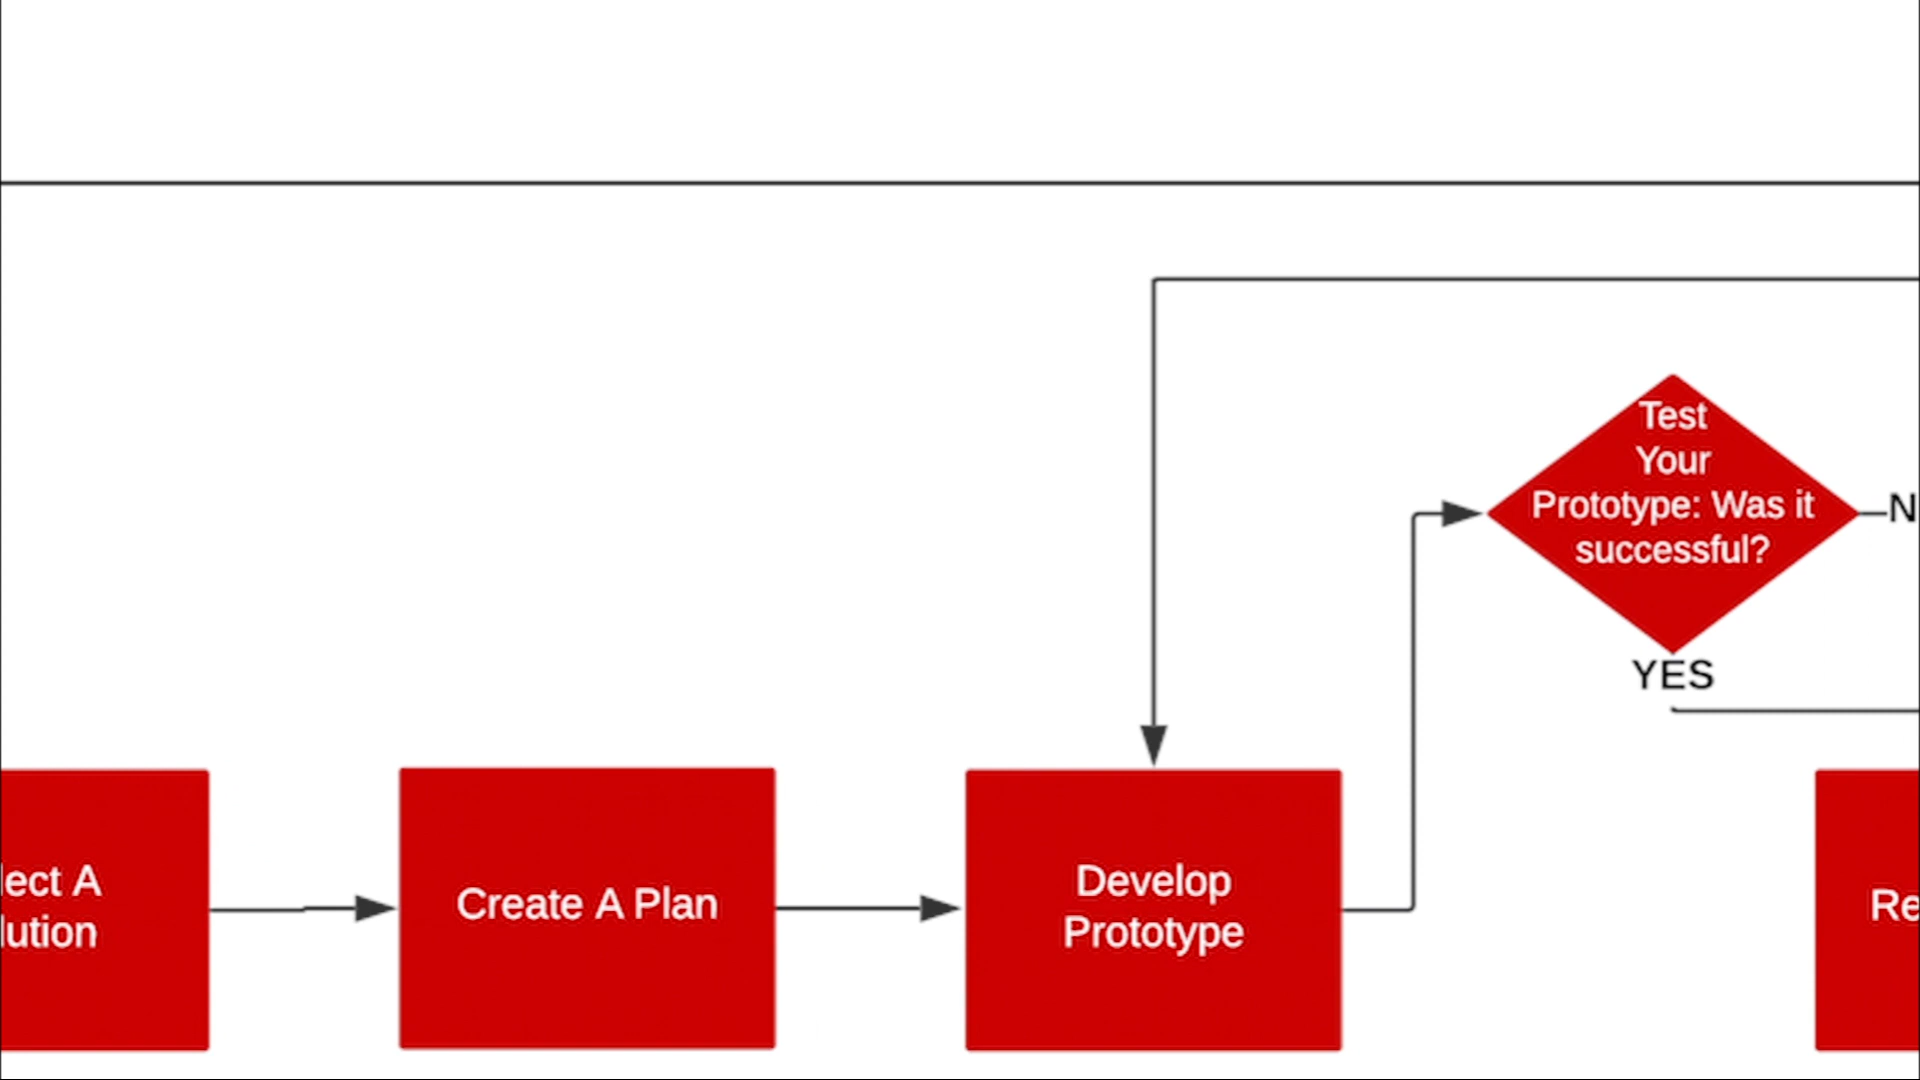 Test
Your
Prototype: Was it
successful?
N
YES
lect A
lution
Create A Plan
Develop
Prototype
Re